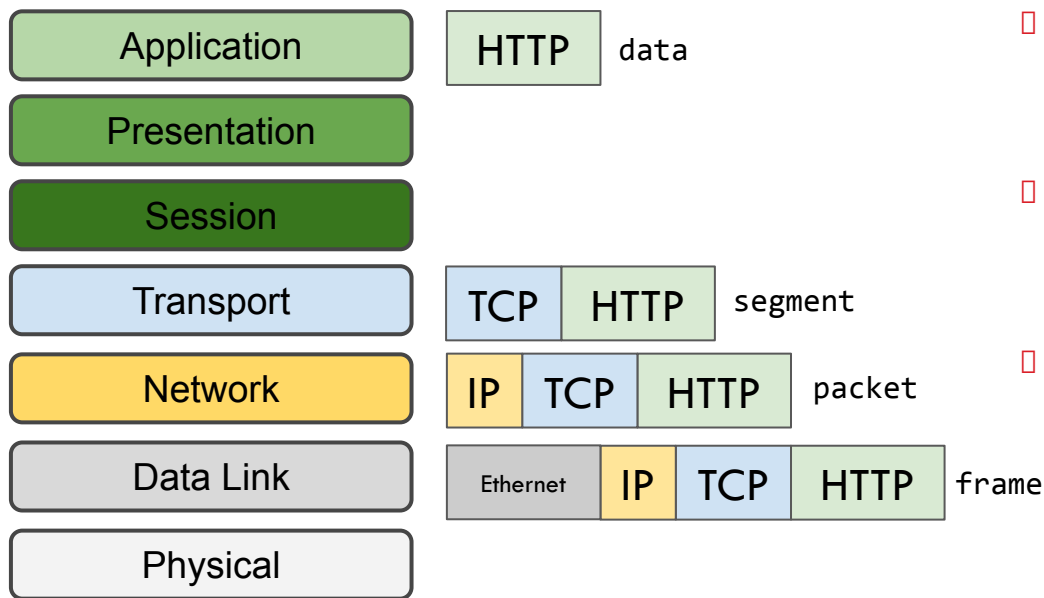 Application HTTP data
Presentation
Session
Transport TCP HTTP segment
Network IP TCP HTTP packet
Data Link Ethernet IP TCP HTTP frame
Physical